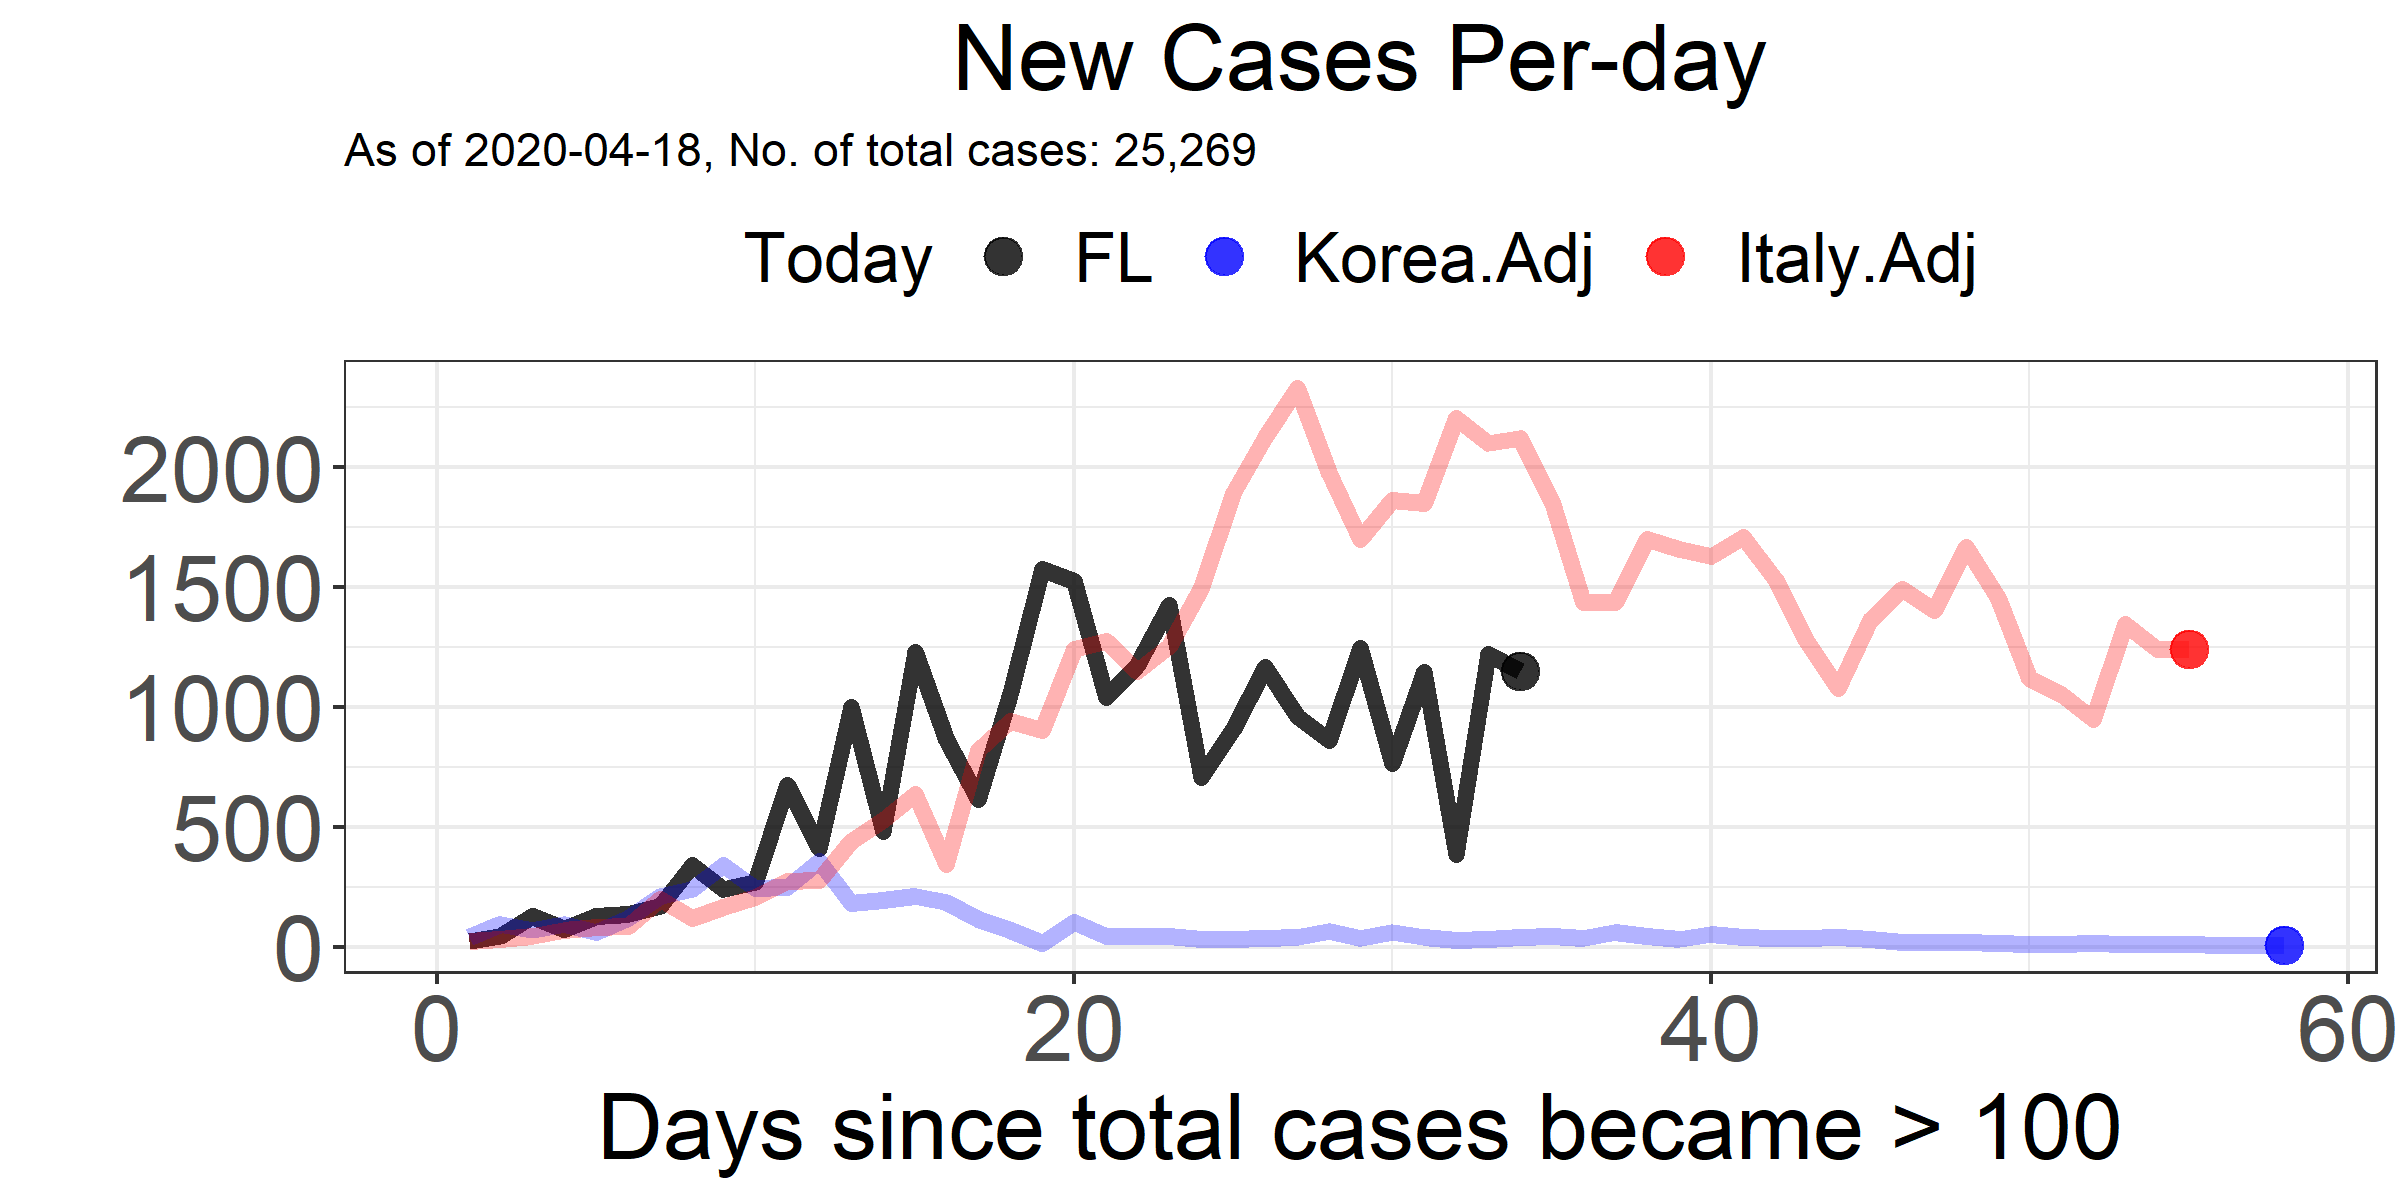 New Cases Per-day
As of 2020-04-18, No. of total cases: 25,269
Today FL Korea.Adj Italy.Adj
2000
1500
1000
500
0
0 20 40 60
Days since total cases became > 100